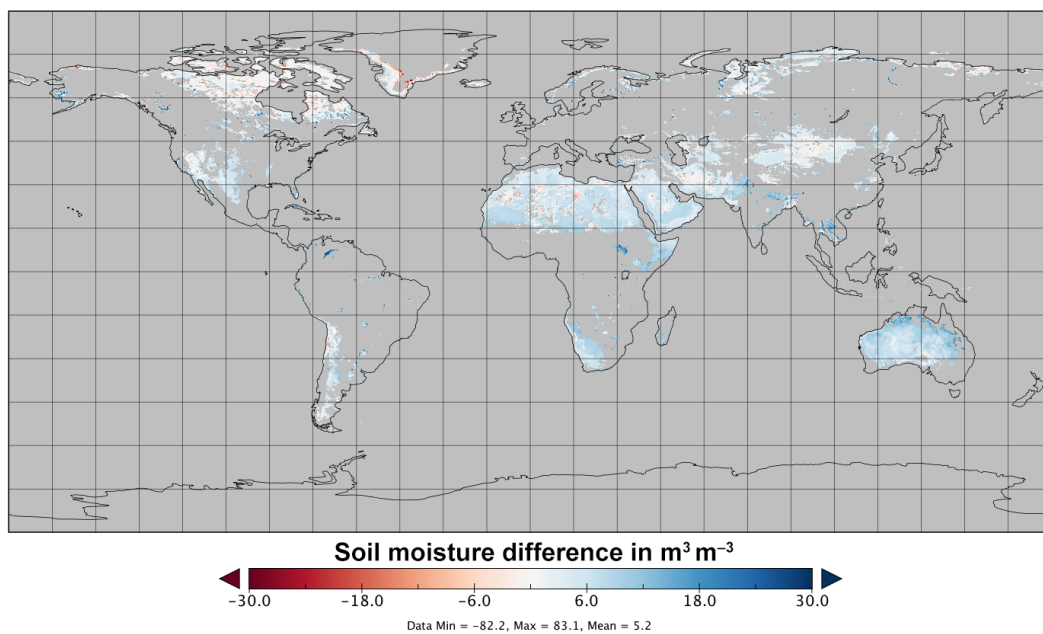 Soil moisture difference in m³ m⁻³
-30.0 -18.0 -6.0 6.0 18.0 30.0
Data Min = -82.2, Max = 83.1, Mean = 5.2